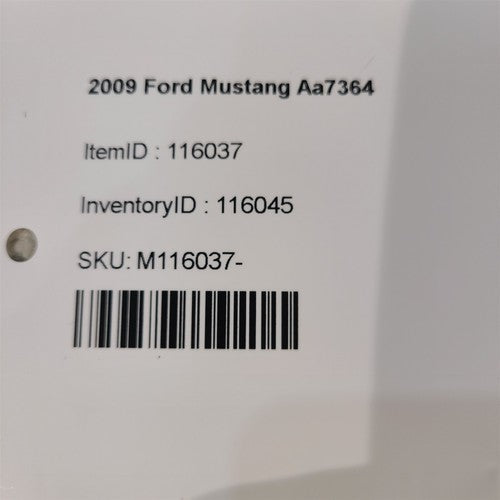 2009 Ford Mustang Aa7364
ItemID : 116037
InventoryID : 116045
SKU: M116037-